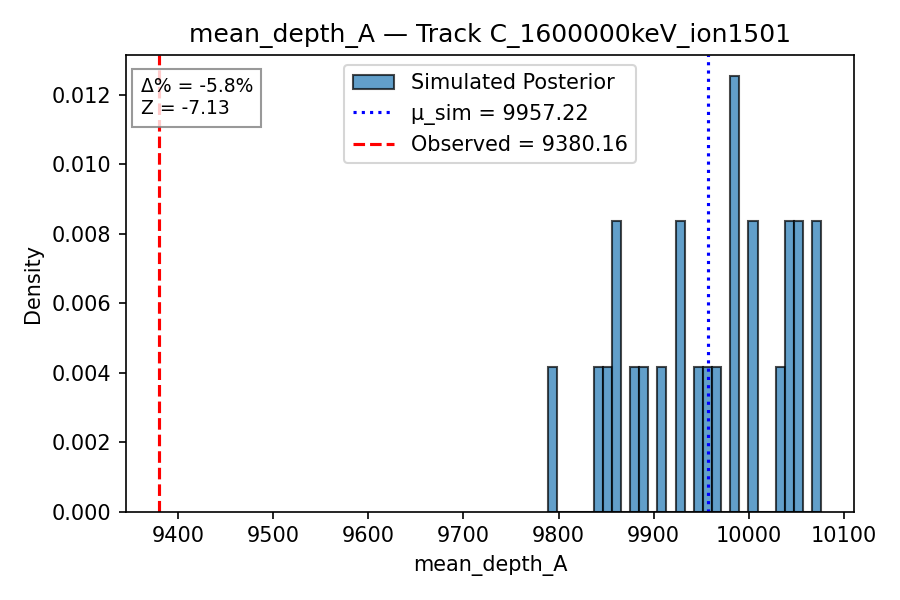 mean_depth_A — Track C_1600000keV_ion1501
Δ% = -5.8%
Z = -7.13
Simulated Posterior
μ_sim = 9957.22
Observed = 9380.16
Density
0.012
0.010
0.008
0.006
0.004
0.002
0.000
9400 9500 9600 9700 9800 9900 10000 10100
mean_depth_A